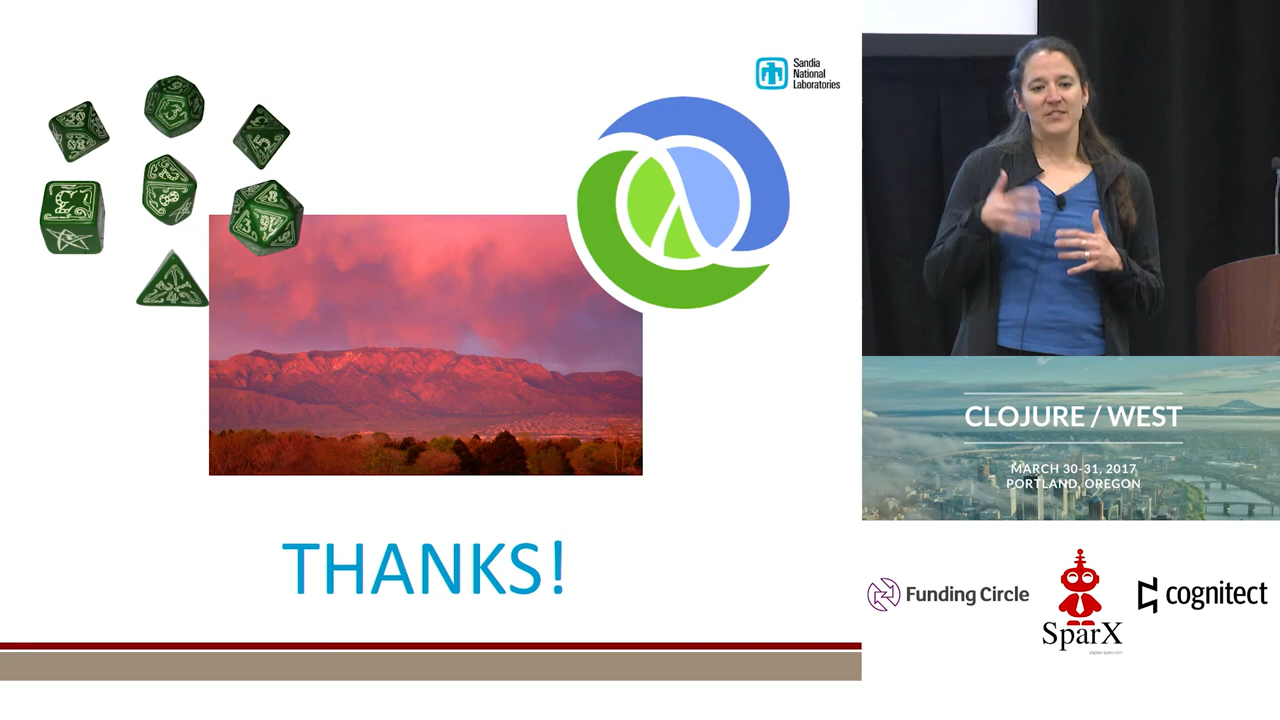 Sandia
National
Laboratories
THANKS!
CLOJURE / WEST
MARCH 30-31, 2017
PORTLAND, OREGON
Funding Circle
SparX
cognitect